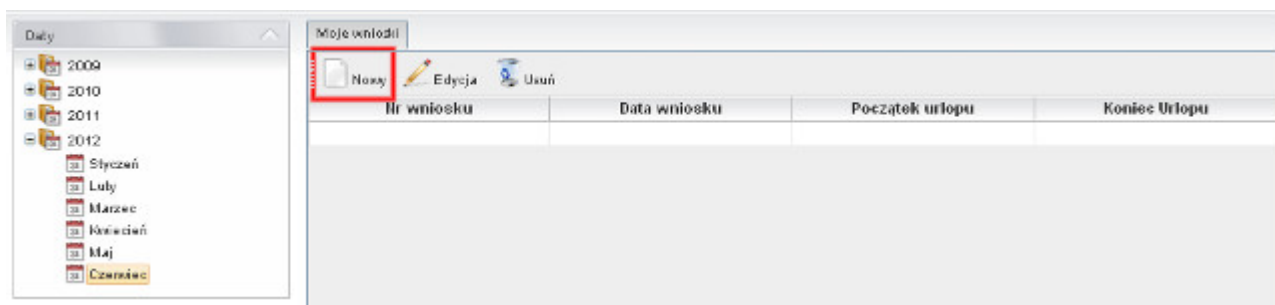 Daty
2009
2010
2011
2012
Styczeń
Luty
Marzec
Kwiecień
Maj
Czerwiec
Moje wnioski
Nowy Edycja Usuń
Nr wniosku Data wniosku Początek urlopu Koniec Urlopu